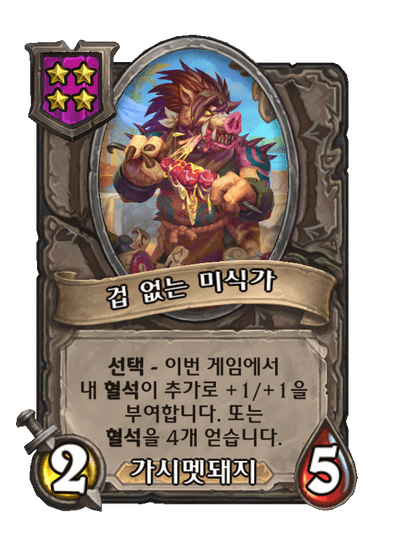 겁 없는 미식가
선택 - 이번 게임에서
내 혈석이 추가로 +1/+1을
부여합니다. 또는
혈석을 4개 얻습니다.
2
가시멧돼지
5